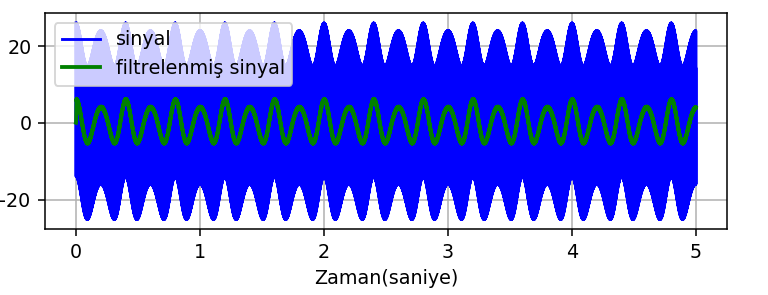 sinyal
filtrelenmiş sinyal
20
0
-20
0 1 2 3 4 5
Zaman(saniye)